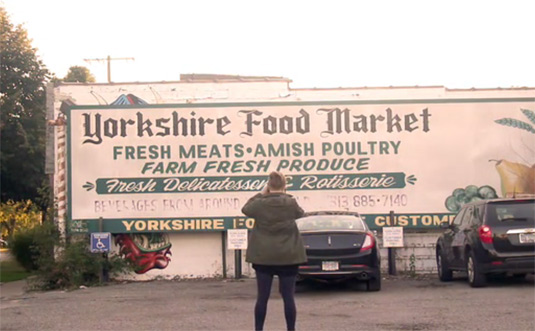 Yorkshire Food Market
FRESH MEATS • AMISH POULTRY
FARM FRESH PRODUCE
Fresh Delicatessen Rotisserie
BEVERAGES FROM AROUND 313 885-7140
YORKSHIRE CUSTOME